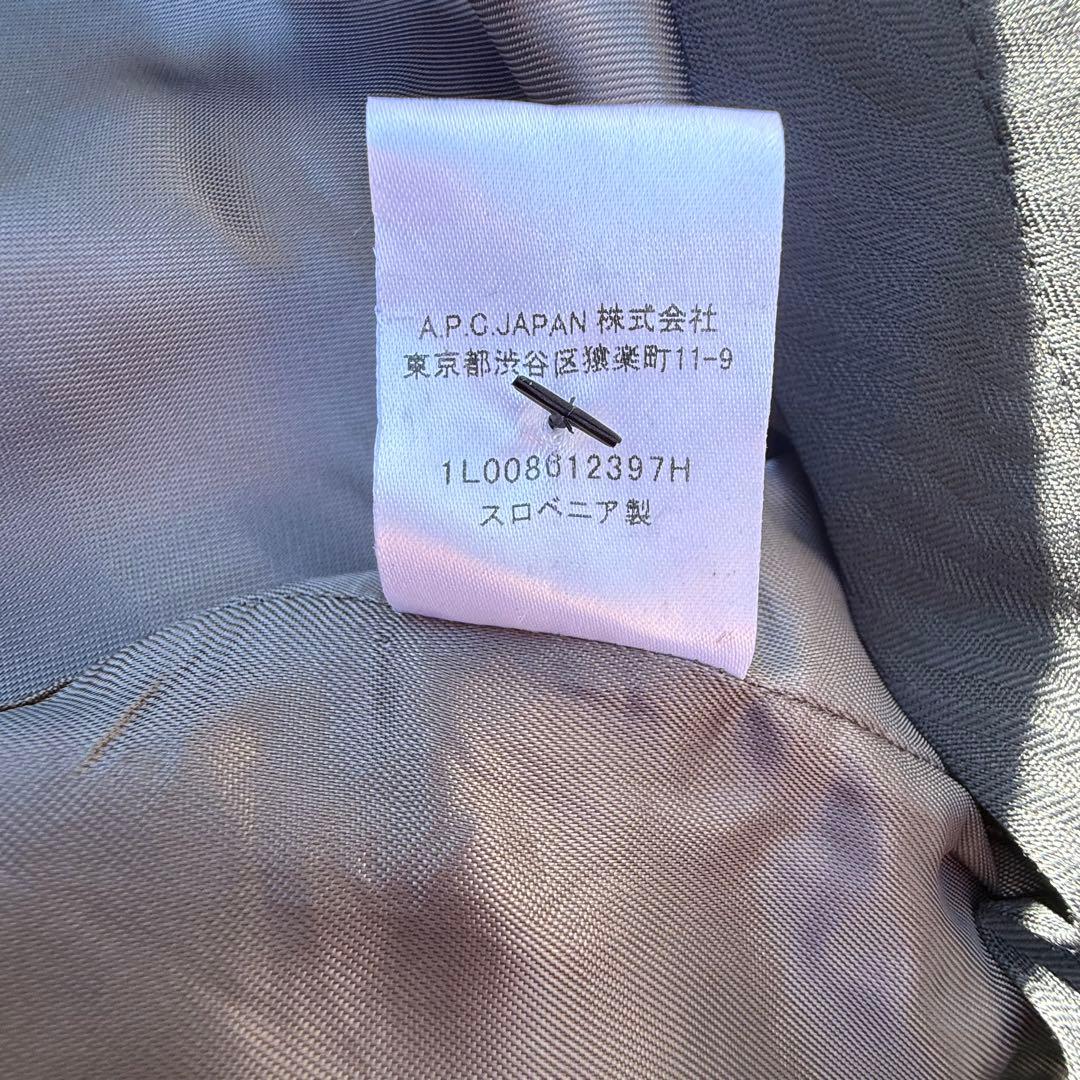 A.P.C.JAPAN 株式会社
東京都渋谷区猿楽町11-9
1L008612397H
スロベニア製